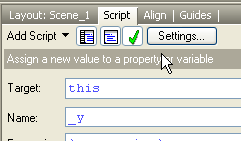 Layout: Scene_1 Script Align Guides
Add Script Settings...
Assign a new value to a property or variable
Target: this
Name: _y